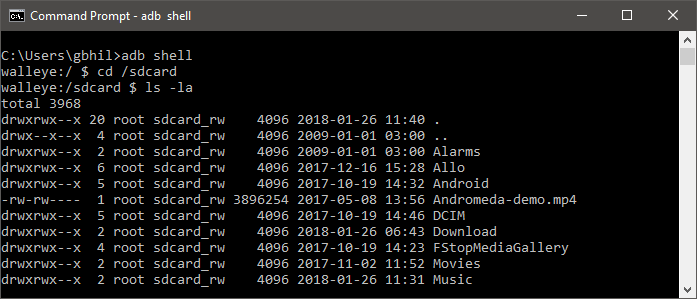 Command Prompt - adb shell
C:\Users\gbhil>adb shell
walleye:/ $ cd /sdcard
walleye:/sdcard $ ls -la
total 3968
drwxrwx--x 20 root sdcard_rw    4096 2018-01-26 11:40 .
drwx--x--x  4 root sdcard_rw    4096 2009-01-01 03:00 ..
drwxrwx--x  2 root sdcard_rw    4096 2009-01-01 03:00 Alarms
drwxrwx--x  6 root sdcard_rw    4096 2017-12-16 15:28 Allo
drwxrwx--x  5 root sdcard_rw    4096 2017-10-19 14:32 Android
-rw-rw----  1 root sdcard_rw 3896254 2017-05-08 13:56 Andromeda-demo.mp4
drwxrwx--x  5 root sdcard_rw    4096 2017-10-19 14:46 DCIM
drwxrwx--x  2 root sdcard_rw    4096 2018-01-26 06:43 Download
drwxrwx--x  4 root sdcard_rw    4096 2017-10-19 14:23 FStopMediaGallery
drwxrwx--x  2 root sdcard_rw    4096 2017-11-02 11:52 Movies
drwxrwx--x  2 root sdcard_rw    4096 2018-01-26 11:31 Music